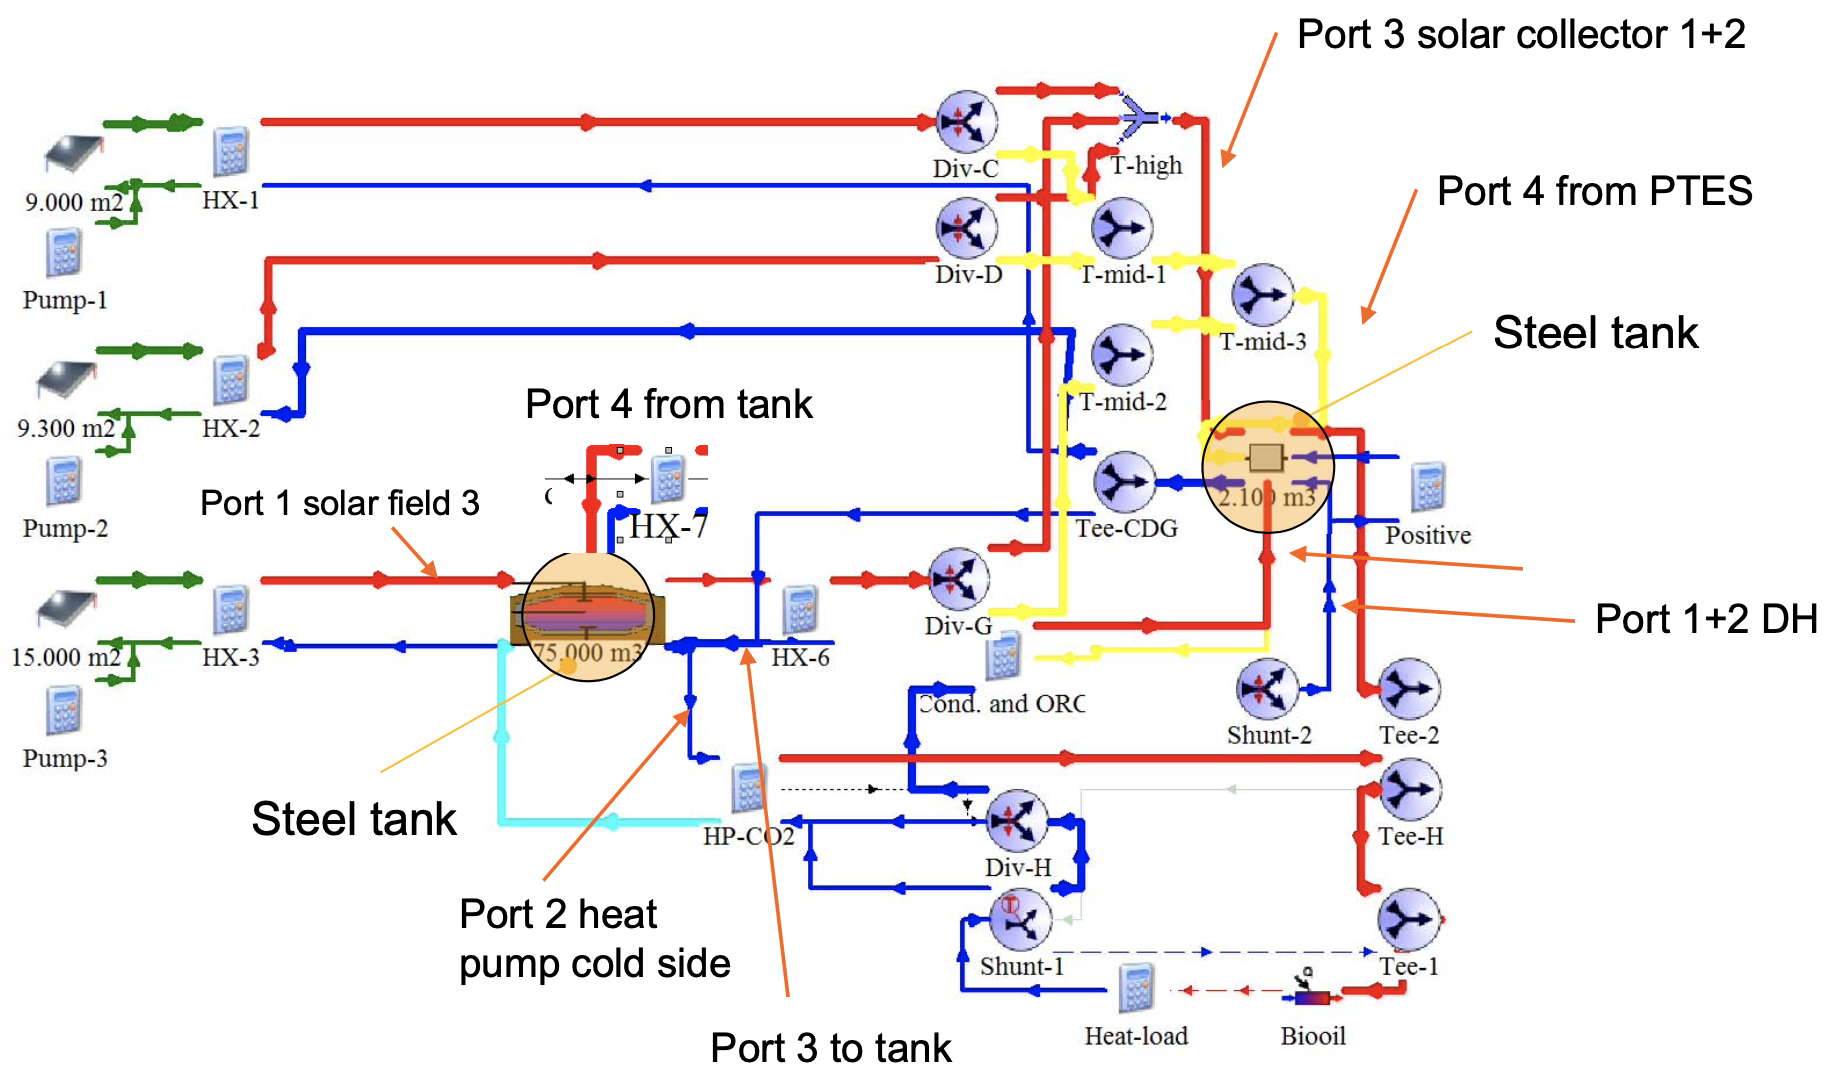 Port 3 solar collector 1+2
Div-C
T-high
9.000 m2
HX-1
Port 4 from PTES
Div-D
T-mid-1
Pump-1
Steel tank
T-mid-3
T-mid-2
Port 4 from tank
9.300 m2
HX-2
Port 1 solar field 3
2.100 m3
Pump-2
HX-7
Tee-CDG
Positive
Div-G
Port 1+2 DH
15.000 m2
HX-3
75.000 m3
HX-6
Cond. and ORC
Shunt-2
Tee-2
Pump-3
Steel tank
HP-CO2
Div-H
Tee-H
Port 2 heat
pump cold side
Shunt-1
Tee-1
Port 3 to tank
Heat-load
Biooil